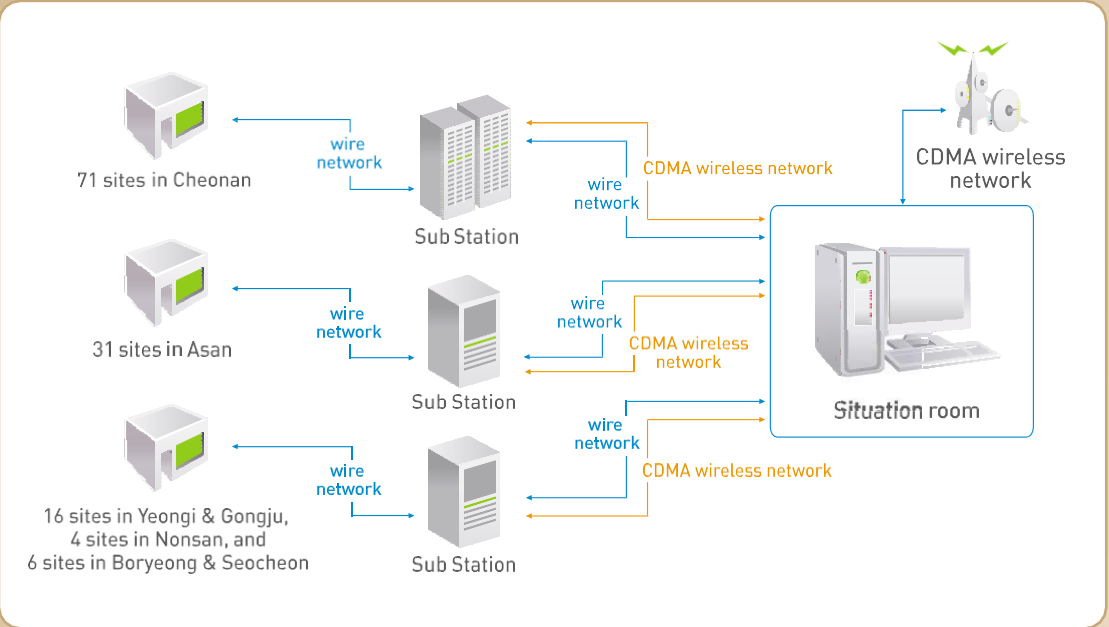 CDMA wireless
network
wire
network
71 sites in Cheonan
Sub Station
CDMA wireless network
wire
network
wire
network
31 sites in Asan
Sub Station
wire
network
CDMA wireless
network
Situation room
wire
network
16 sites in Yeongi & Gongju,
4 sites in Nonsan, and
6 sites in Boryeong & Seocheon
Sub Station
wire
network
CDMA wireless network